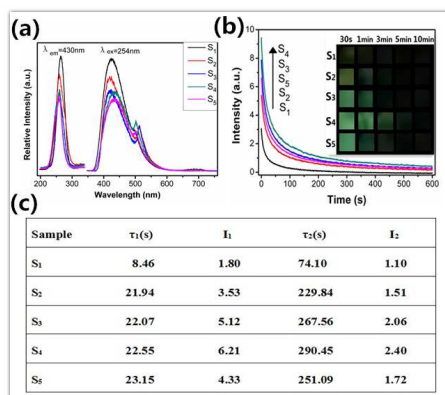 (a)
λem=430nm
λex=254nm
S1
S2
S3
S4
S5
Relative Intensity (a.u.)
200 300 400 500 600 700
Wavelength (nm)
(b)
10
8
6
4
2
0
Intensity (a.u.)
S4
S3
S5
S2
S1
30s 1min 3min 5min 10min
S1
S2
S3
S4
S5
0 100 200 300 400 500 600
Time (s)
(c)
Sample τ1(s) I1 τ2(s) I2
S1 8.46 1.80 74.10 1.10
S2 21.94 3.53 229.84 1.51
S3 22.07 5.12 267.56 2.06
S4 22.55 6.21 290.45 2.40
S5 23.15 4.33 251.09 1.72